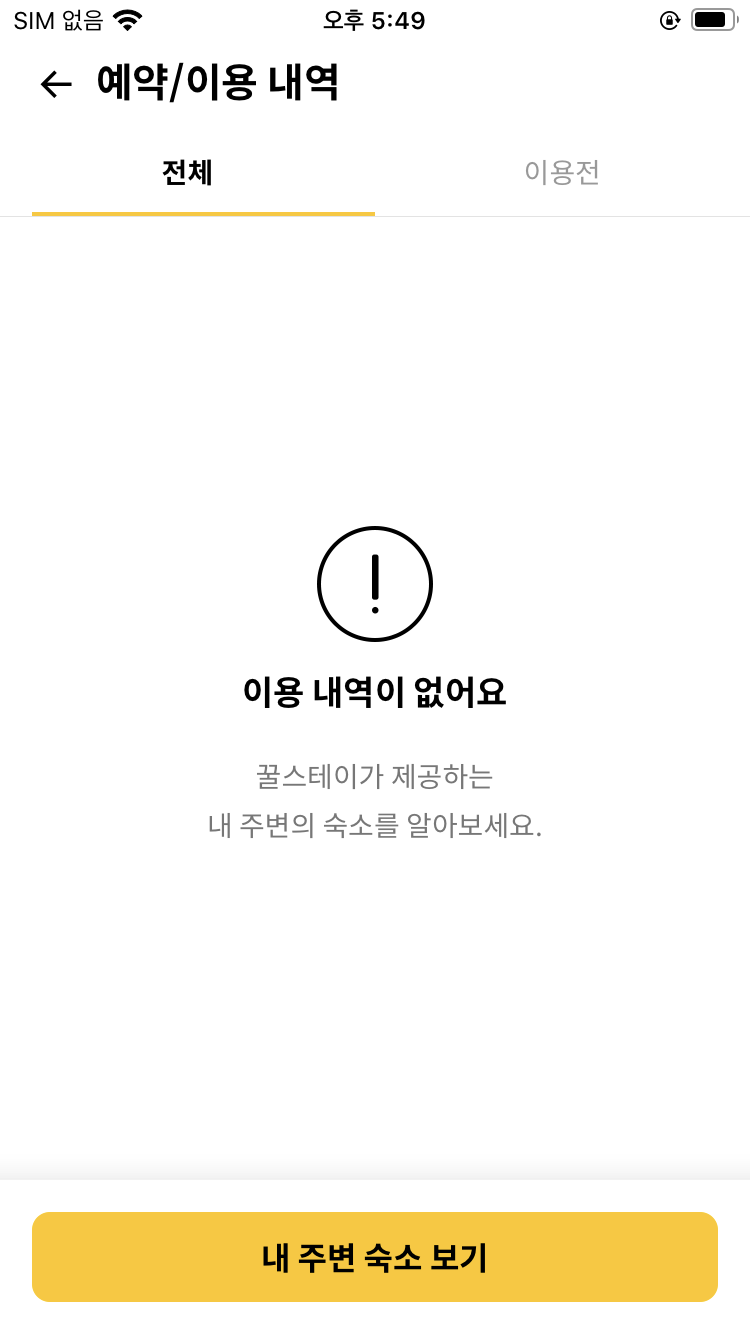 SIM 없음 오후 5:49
예약/이용 내역
전체 이용전
이용 내역이 없어요
꿀스테이가 제공하는
내 주변의 숙소를 알아보세요.
내 주변 숙소 보기